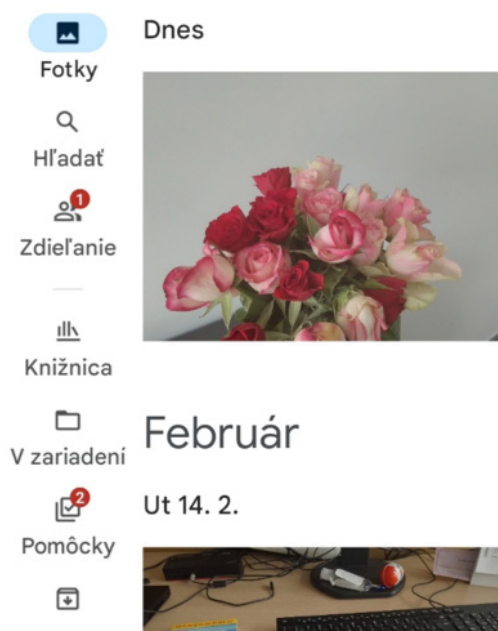 Fotky
Hľadať
1
Zdieľanie
Knižnica
V zariadení
2
Pomôcky
Dnes
Február
Ut 14. 2.